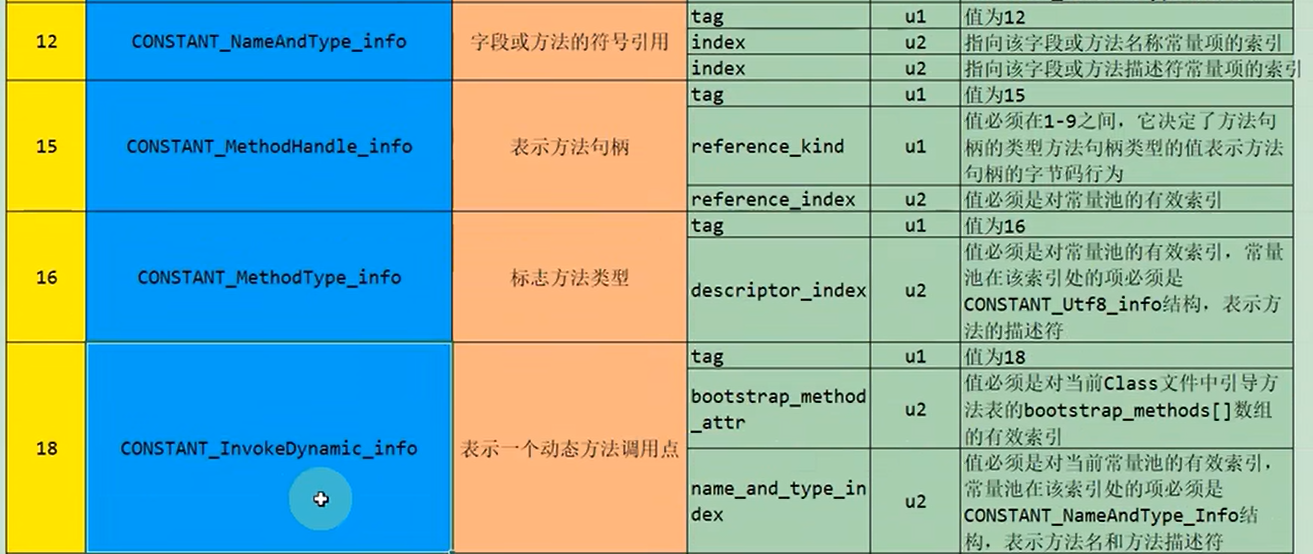 12
CONSTANT_NameAndType_info
字段或方法的符号引用
tag
u1
值为12
index
u2
指向该字段或方法名称常量项的索引
index
u2
指向该字段或方法描述符常量项的索引
15
CONSTANT_MethodHandle_info
表示方法句柄
tag
u1
值为15
reference_kind
u1
值必须在1-9之间，它决定了方法句
柄的类型方法句柄类型的值表示方法
句柄的字节码行为
reference_index
u2
值必须是对常量池的有效索引
16
CONSTANT_MethodType_info
标志方法类型
tag
u1
值为16
descriptor_index
u2
值必须是对常量池的有效索引，常量
池在该索引处的项必须是
CONSTANT_Utf8_info结构，表示方
法的描述符
18
CONSTANT_InvokeDynamic_info
表示一个动态方法调用点
tag
u1
值为18
bootstrap_method
_attr
u2
值必须是对当前Class文件中引导方
法表的bootstrap_methods[]数组
的有效索引
name_and_type_in
dex
u2
值必须是对当前常量池的有效索引，
常量池在该索引处的项必须是
CONSTANT_NameAndType_Info结
构，表示方法名和方法描述符